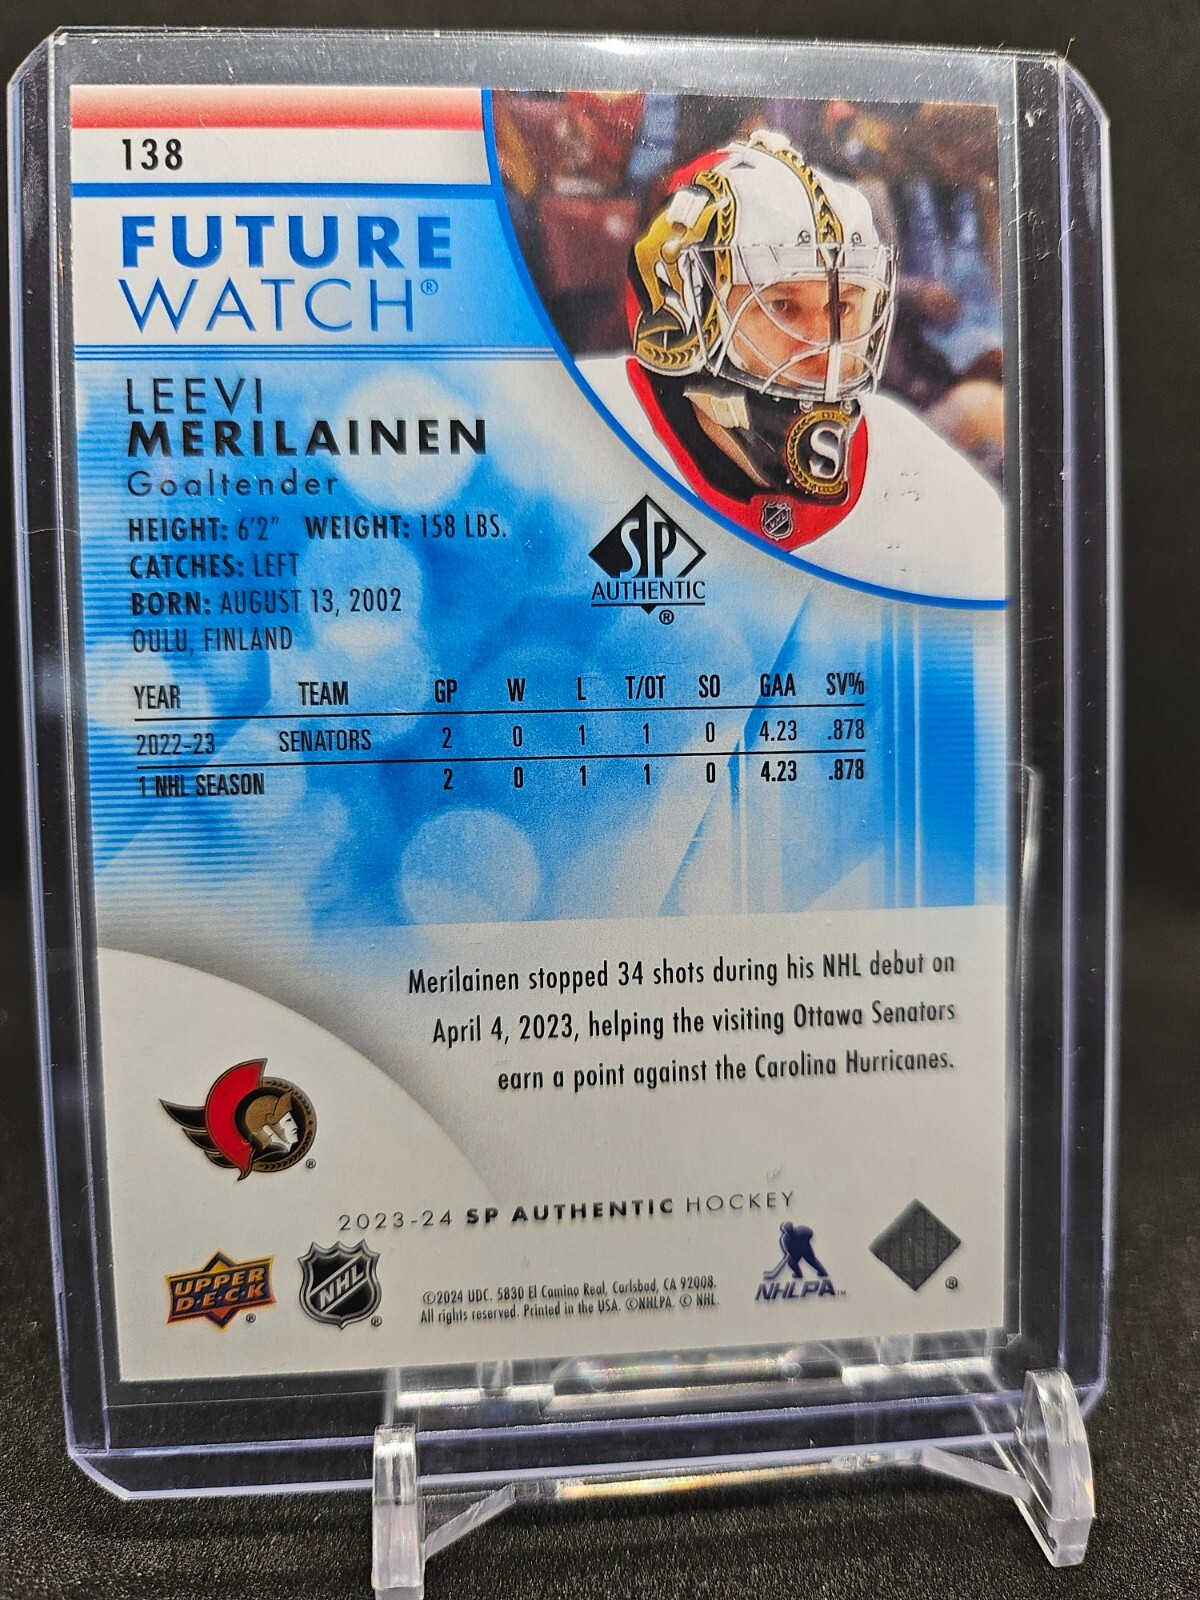 138
FUTURE
WATCH®
LEEVI
MERILAINEN
Goaltender
HEIGHT: 6'2" WEIGHT: 158 LBS.
CATCHES: LEFT
BORN: AUGUST 13, 2002
OULU, FINLAND
S
SP
AUTHENTIC
®
YEAR TEAM GP W L T/OT SO GAA SV%
2022-23 SENATORS 2 0 1 1 0 4.23 .878
1 NHL SEASON 2 0 1 1 0 4.23 .878
Merilainen stopped 34 shots during his NHL debut on
April 4, 2023, helping the visiting Ottawa Senators
earn a point against the Carolina Hurricanes.
®
2023-24 SP AUTHENTIC HOCKEY
UPPER
D·E·C·K
®
NHL
®
©2024 UDC. 5830 El Camino Real, Carlsbad, CA 92008.
All rights reserved. Printed in the USA. ©NHLPA. © NHL.
NHLPA™
®